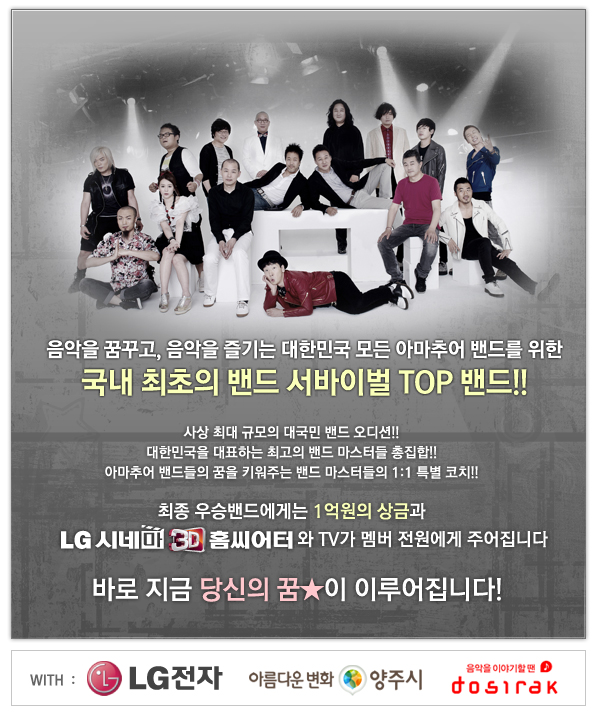 음악을 꿈꾸고, 음악을 즐기는 대한민국 모든 아마추어 밴드를 위한
국내 최초의 밴드 서바이벌 TOP 밴드!!
사상 최대 규모의 대국민 밴드 오디션!!
대한민국을 대표하는 최고의 밴드 마스터들 총집합!!
아마추어 밴드들의 꿈을 키워주는 밴드 마스터들의 1:1 특별 코치!!
최종 우승밴드에게는 1억원의 상금과
LG 시네마 3D 홈씨어터 와 TV가 멤버 전원에게 주어집니다
바로 지금 당신의 꿈★이 이루어집니다!
WITH : LG전자 아름다운 변화 양주시 음악을 이야기할 땐
dosirak